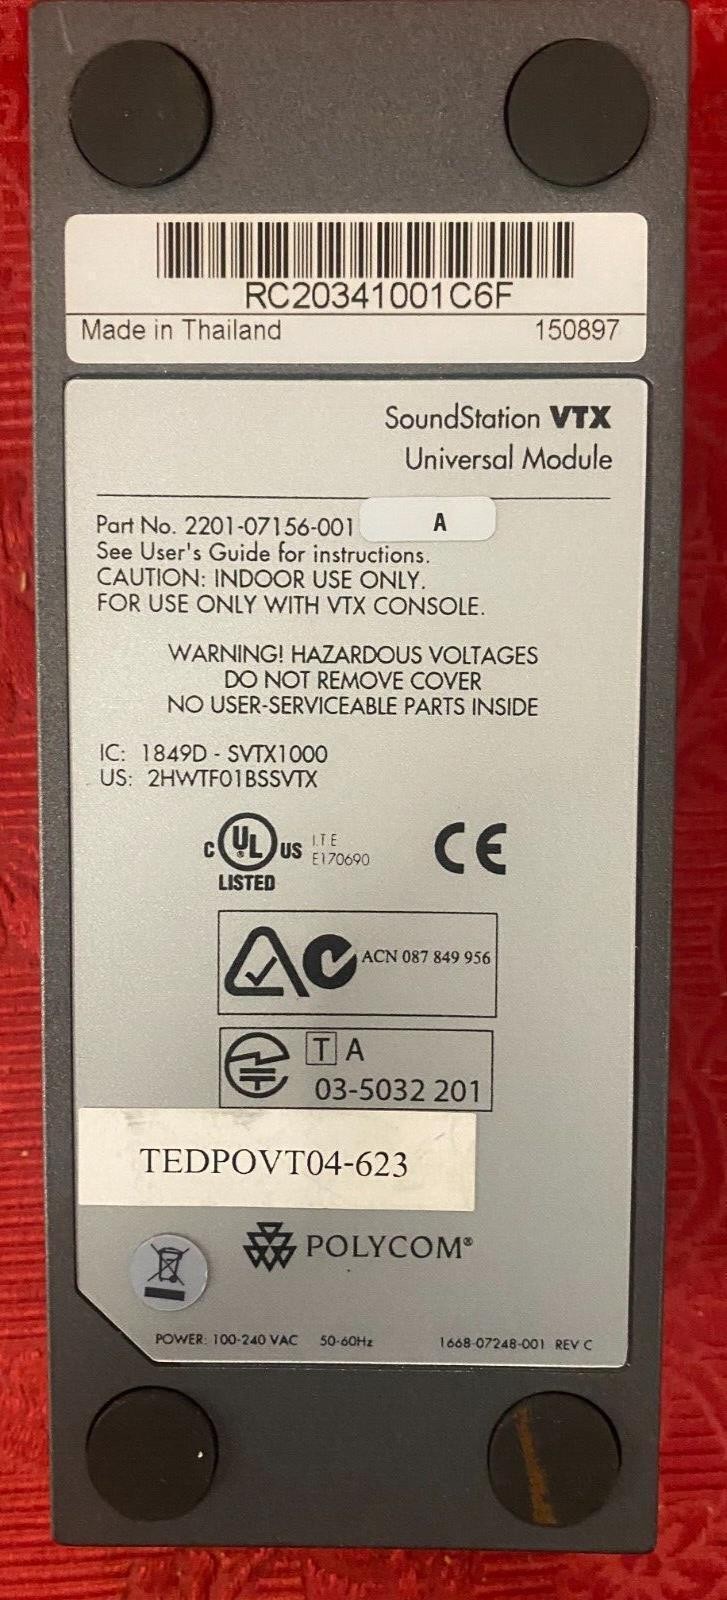 RC20341001C6F
Made in Thailand 150897
SoundStation VTX
Universal Module
Part No. 2201-07156-001 A
See User's Guide for instructions.
CAUTION: INDOOR USE ONLY.
FOR USE ONLY WITH VTX CONSOLE.
WARNING! HAZARDOUS VOLTAGES
DO NOT REMOVE COVER
NO USER-SERVICEABLE PARTS INSIDE
IC: 1849D - SVTX1000
US: 2HWTF01BSSVTX
C UL US I.T.E
® E170690
LISTED
CE
ACN 087 849 956
T A
03-5032 201
TEDPOVT04-623
POLYCOM®
POWER: 100-240 VAC 50-60Hz 1668-07248-001 REV C